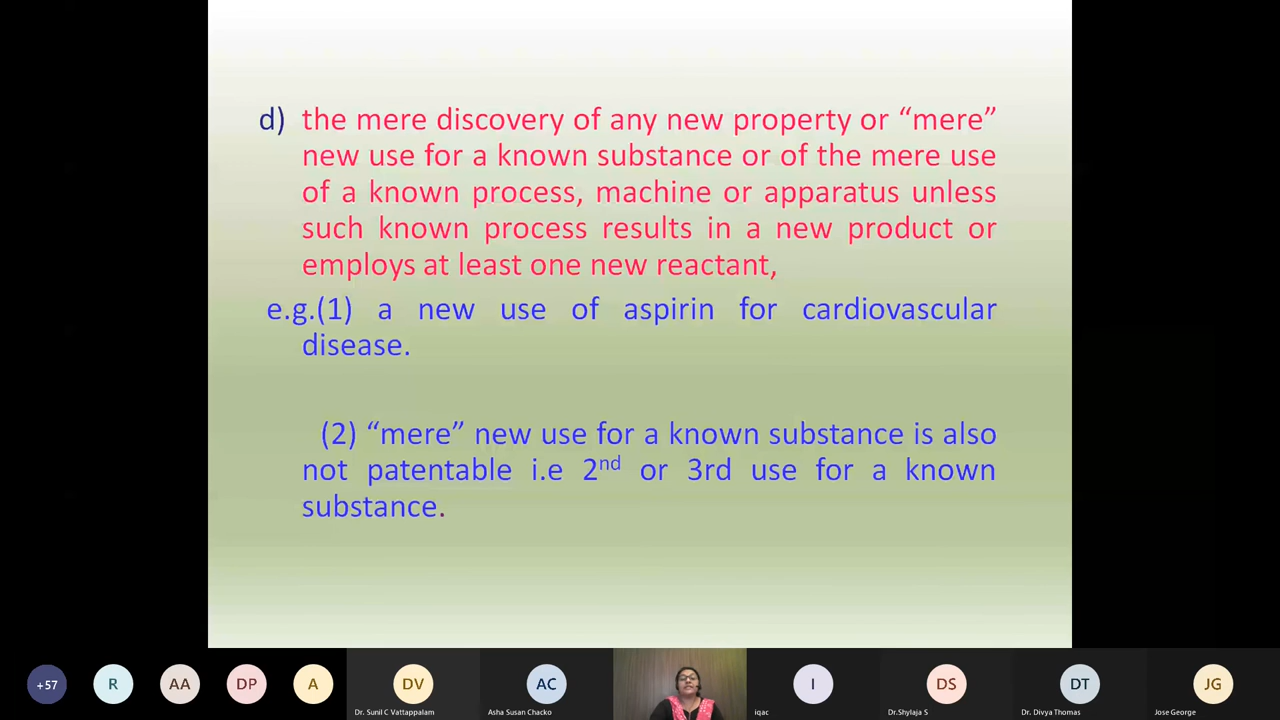 d) the mere discovery of any new property or “mere”
new use for a known substance or of the mere use
of a known process, machine or apparatus unless
such known process results in a new product or
employs at least one new reactant,
e.g.(1) a new use of aspirin for cardiovascular
disease.
(2) “mere” new use for a known substance is also
not patentable i.e 2nd or 3rd use for a known
substance.
+57 R AA DP A DV AC I DS DT JG
Dr. Sunil C Vattappalam Asha Susan Chacko iqac Dr.Shylaja S Dr. Divya Thomas Jose George